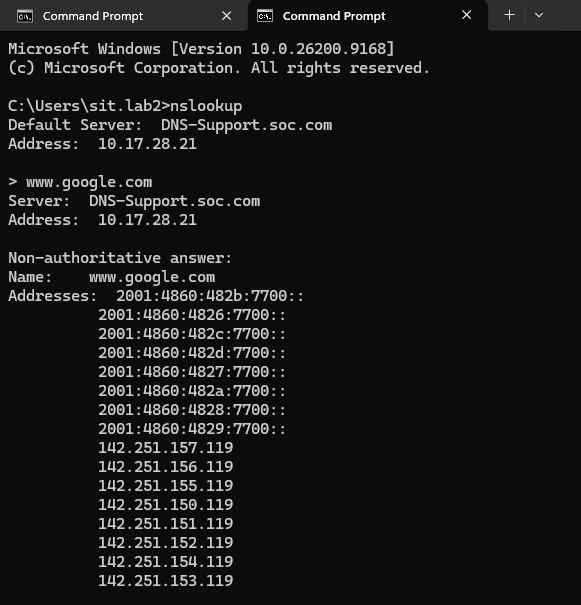 Command Prompt
Command Prompt
Microsoft Windows [Version 10.0.26200.9168]
(c) Microsoft Corporation. All rights reserved.
C:\Users\sit.lab2>nslookup
Default Server:  DNS-Support.soc.com
Address:  10.17.28.21
> www.google.com
Server:  DNS-Support.soc.com
Address:  10.17.28.21
Non-authoritative answer:
Name:    www.google.com
Addresses:  2001:4860:482b:7700::
2001:4860:4826:7700::
2001:4860:482c:7700::
2001:4860:482d:7700::
2001:4860:4827:7700::
2001:4860:482a:7700::
2001:4860:4828:7700::
2001:4860:4829:7700::
142.251.157.119
142.251.156.119
142.251.155.119
142.251.150.119
142.251.151.119
142.251.152.119
142.251.154.119
142.251.153.119